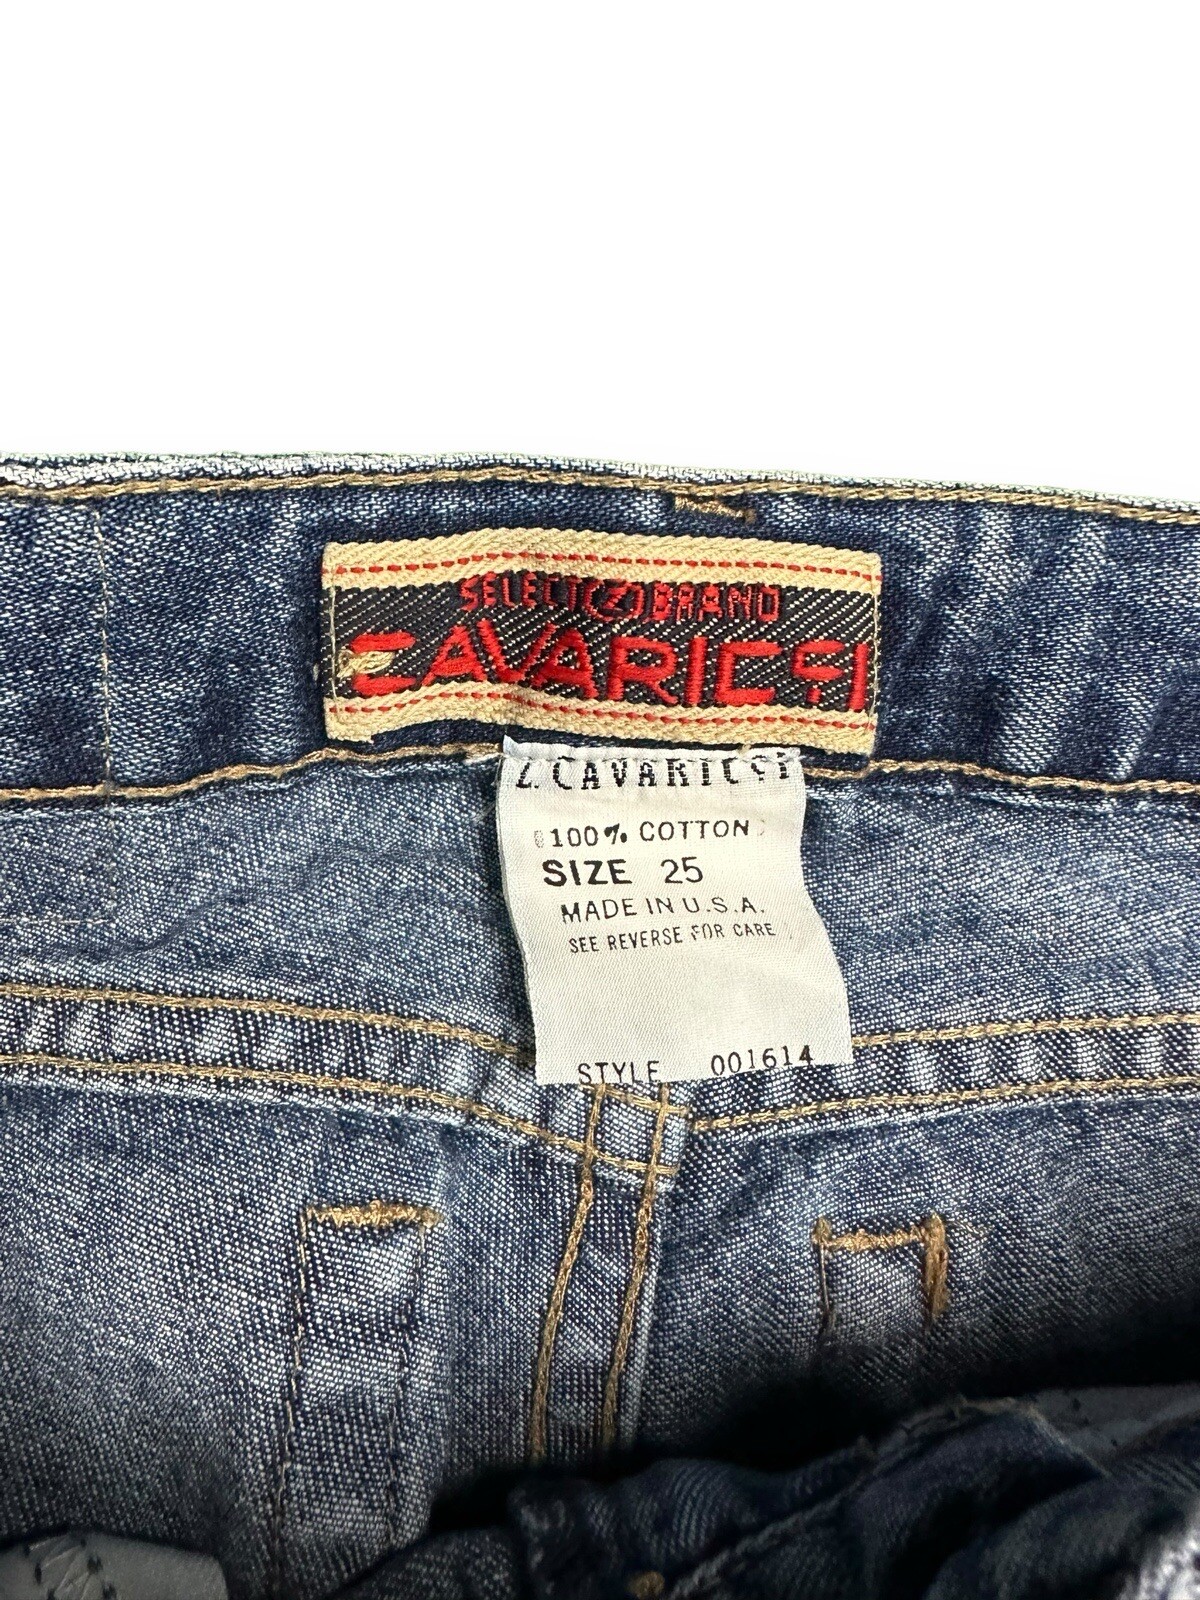 SELECT (Z) BRAND
CAVARICCI
Z. CAVARICCI
100% COTTON
SIZE 25
MADE IN U.S.A.
SEE REVERSE FOR CARE
STYLE 001614